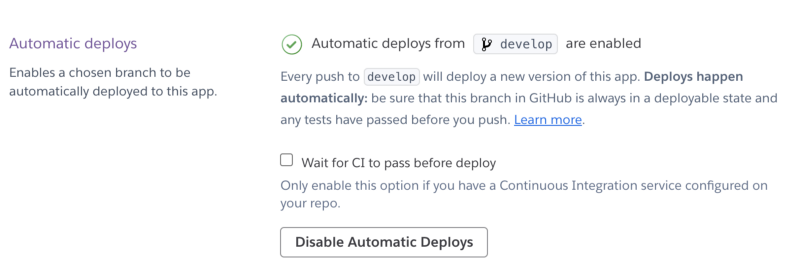 Automatic deploys
Enables a chosen branch to be
automatically deployed to this app.
Automatic deploys from develop are enabled
Every push to develop will deploy a new version of this app. Deploys happen
automatically: be sure that this branch in GitHub is always in a deployable state and
any tests have passed before you push. Learn more.
Wait for CI to pass before deploy
Only enable this option if you have a Continuous Integration service configured on
your repo.
Disable Automatic Deploys